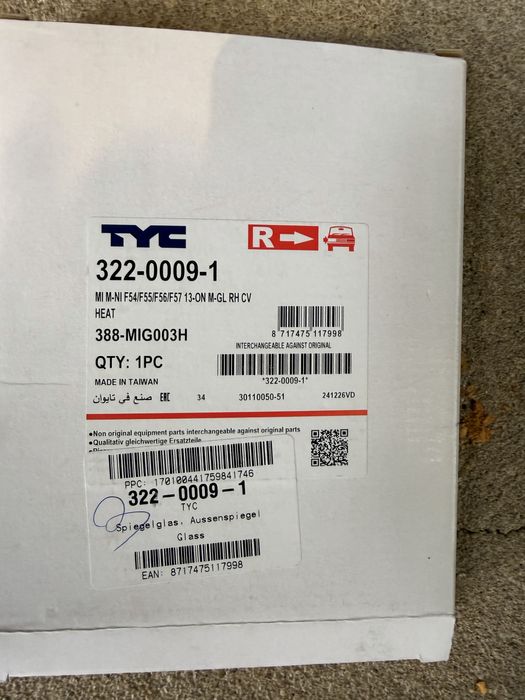 TYC
R
322-0009-1
MI M-NI F54/F55/F56/F57 13-ON M-GL RH CV
HEAT
8 717475 117998
388-MIG003H
INTERCHANGEABLE AGAINST ORIGINAL
QTY: 1PC
MADE IN TAIWAN
*322-0009-1*
صنع في تايوان EAC 34 30110050-51 241226VD
•Non original equipment parts interchangeable against original parts
•Qualitativ gleichwertige Ersatzteile
PPC: 170100441759841746
322-0009-1
TYC
Spiegelglas, Aussenspiegel
Glass
EAN: 8717475117998